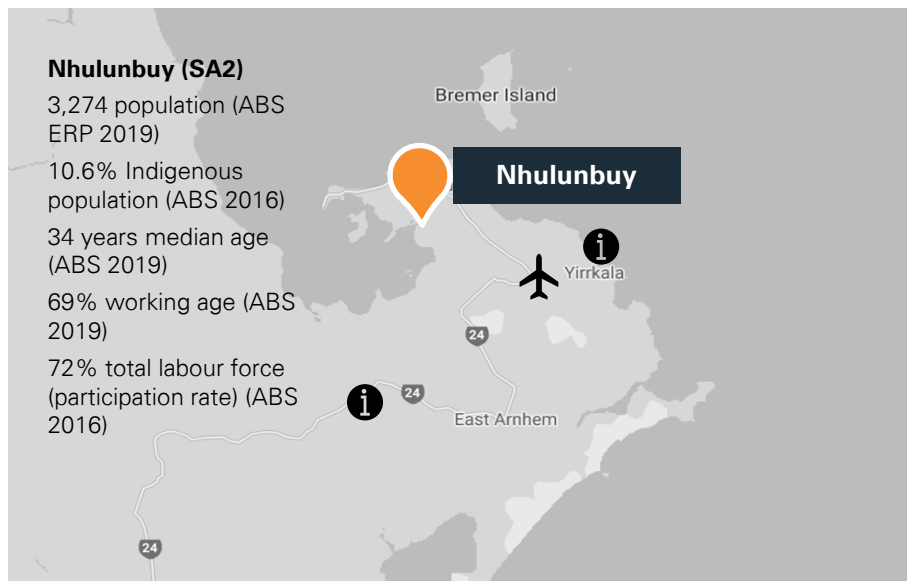 Nhulunbuy (SA2)
3,274 population (ABS
ERP 2019)
10.6% Indigenous
population (ABS 2016)
34 years median age
(ABS 2019)
69% working age (ABS
2019)
72% total labour force
(participation rate) (ABS
2016)
Bremer Island
Nhulunbuy
i
Yirrkala
24
i
24
East Arnhem
24